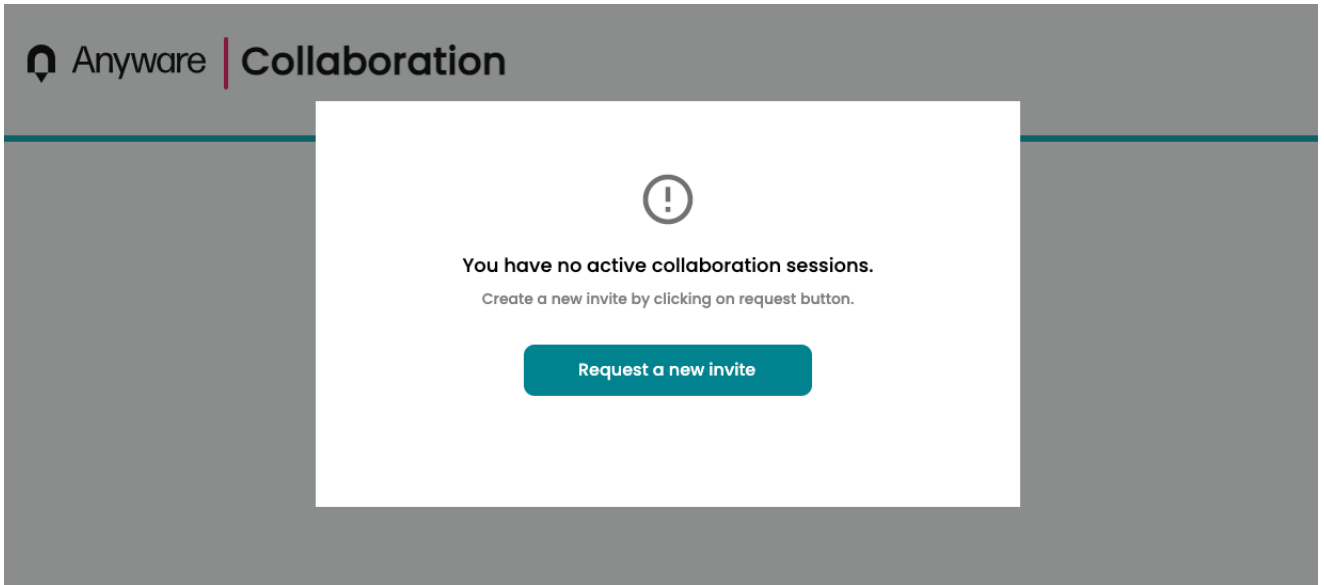 Anyware | Collaboration
You have no active collaboration sessions.
Create a new invite by clicking on request button.
Request a new invite